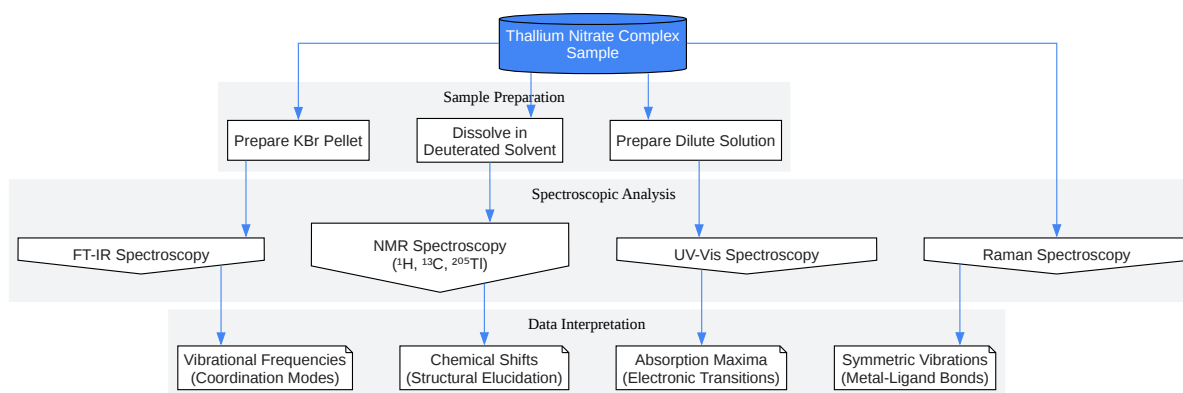 Thallium Nitrate Complex
Sample
Sample Preparation
Prepare KBr Pellet
Dissolve in
Deuterated Solvent
Prepare Dilute Solution
Spectroscopic Analysis
FT-IR Spectroscopy
NMR Spectroscopy
(¹H, ¹³C, ²⁰⁵Tl)
UV-Vis Spectroscopy
Raman Spectroscopy
Data Interpretation
Vibrational Frequencies
(Coordination Modes)
Chemical Shifts
(Structural Elucidation)
Absorption Maxima
(Electronic Transitions)
Symmetric Vibrations
(Metal-Ligand Bonds)